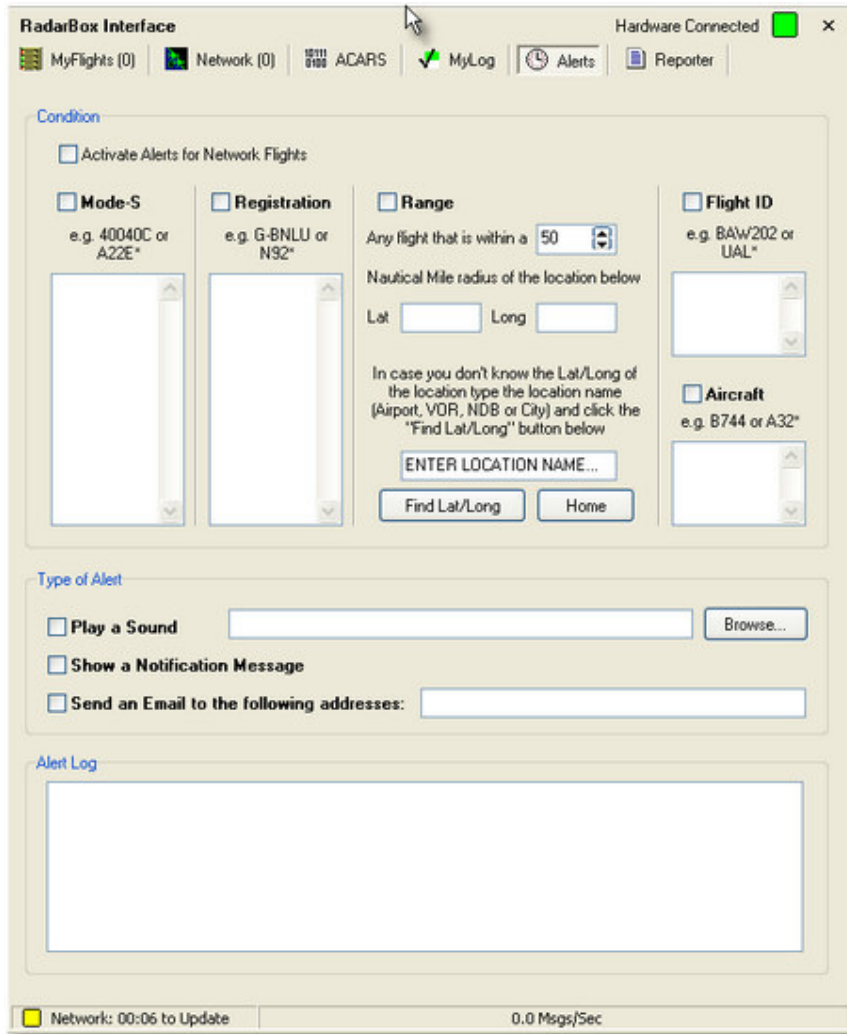 RadarBox Interface
Hardware Connected
MyFlights (0)
Network (0)
10111
0100
ACARS
MyLog
Alerts
Reporter
Condition
Activate Alerts for Network Flights
Mode-S
e.g. 40040C or
A22E*
Registration
e.g. G-BNLU or
N92*
Range
Any flight that is within a 50
Nautical Mile radius of the location below
Lat
Long
In case you don't know the Lat/Long of
the location type the location name
(Airport, VOR, NDB or City) and click the
"Find Lat/Long" button below
ENTER LOCATION NAME...
Find Lat/Long
Home
Flight ID
e.g. BAW202 or
UAL*
Aircraft
e.g. B744 or A32*
Type of Alert
Play a Sound
Browse...
Show a Notification Message
Send an Email to the following addresses:
Alert Log
Network: 00:06 to Update
0.0 Msgs/Sec